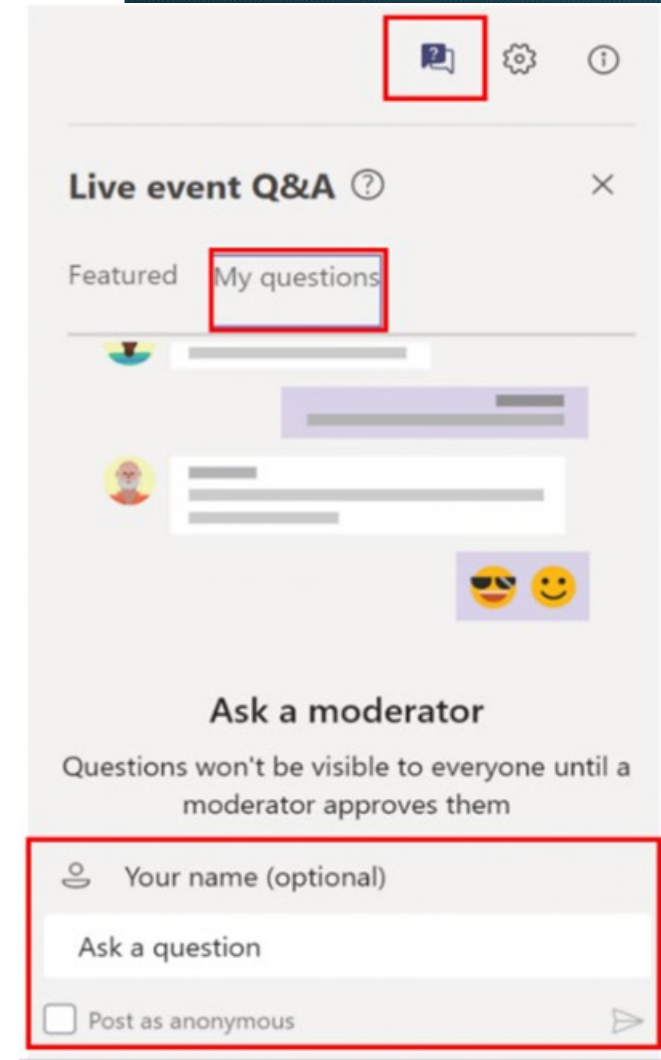 Live event Q&A ?
Featured My questions
Ask a moderator
Questions won't be visible to everyone until a
moderator approves them
Your name (optional)
Ask a question
Post as anonymous